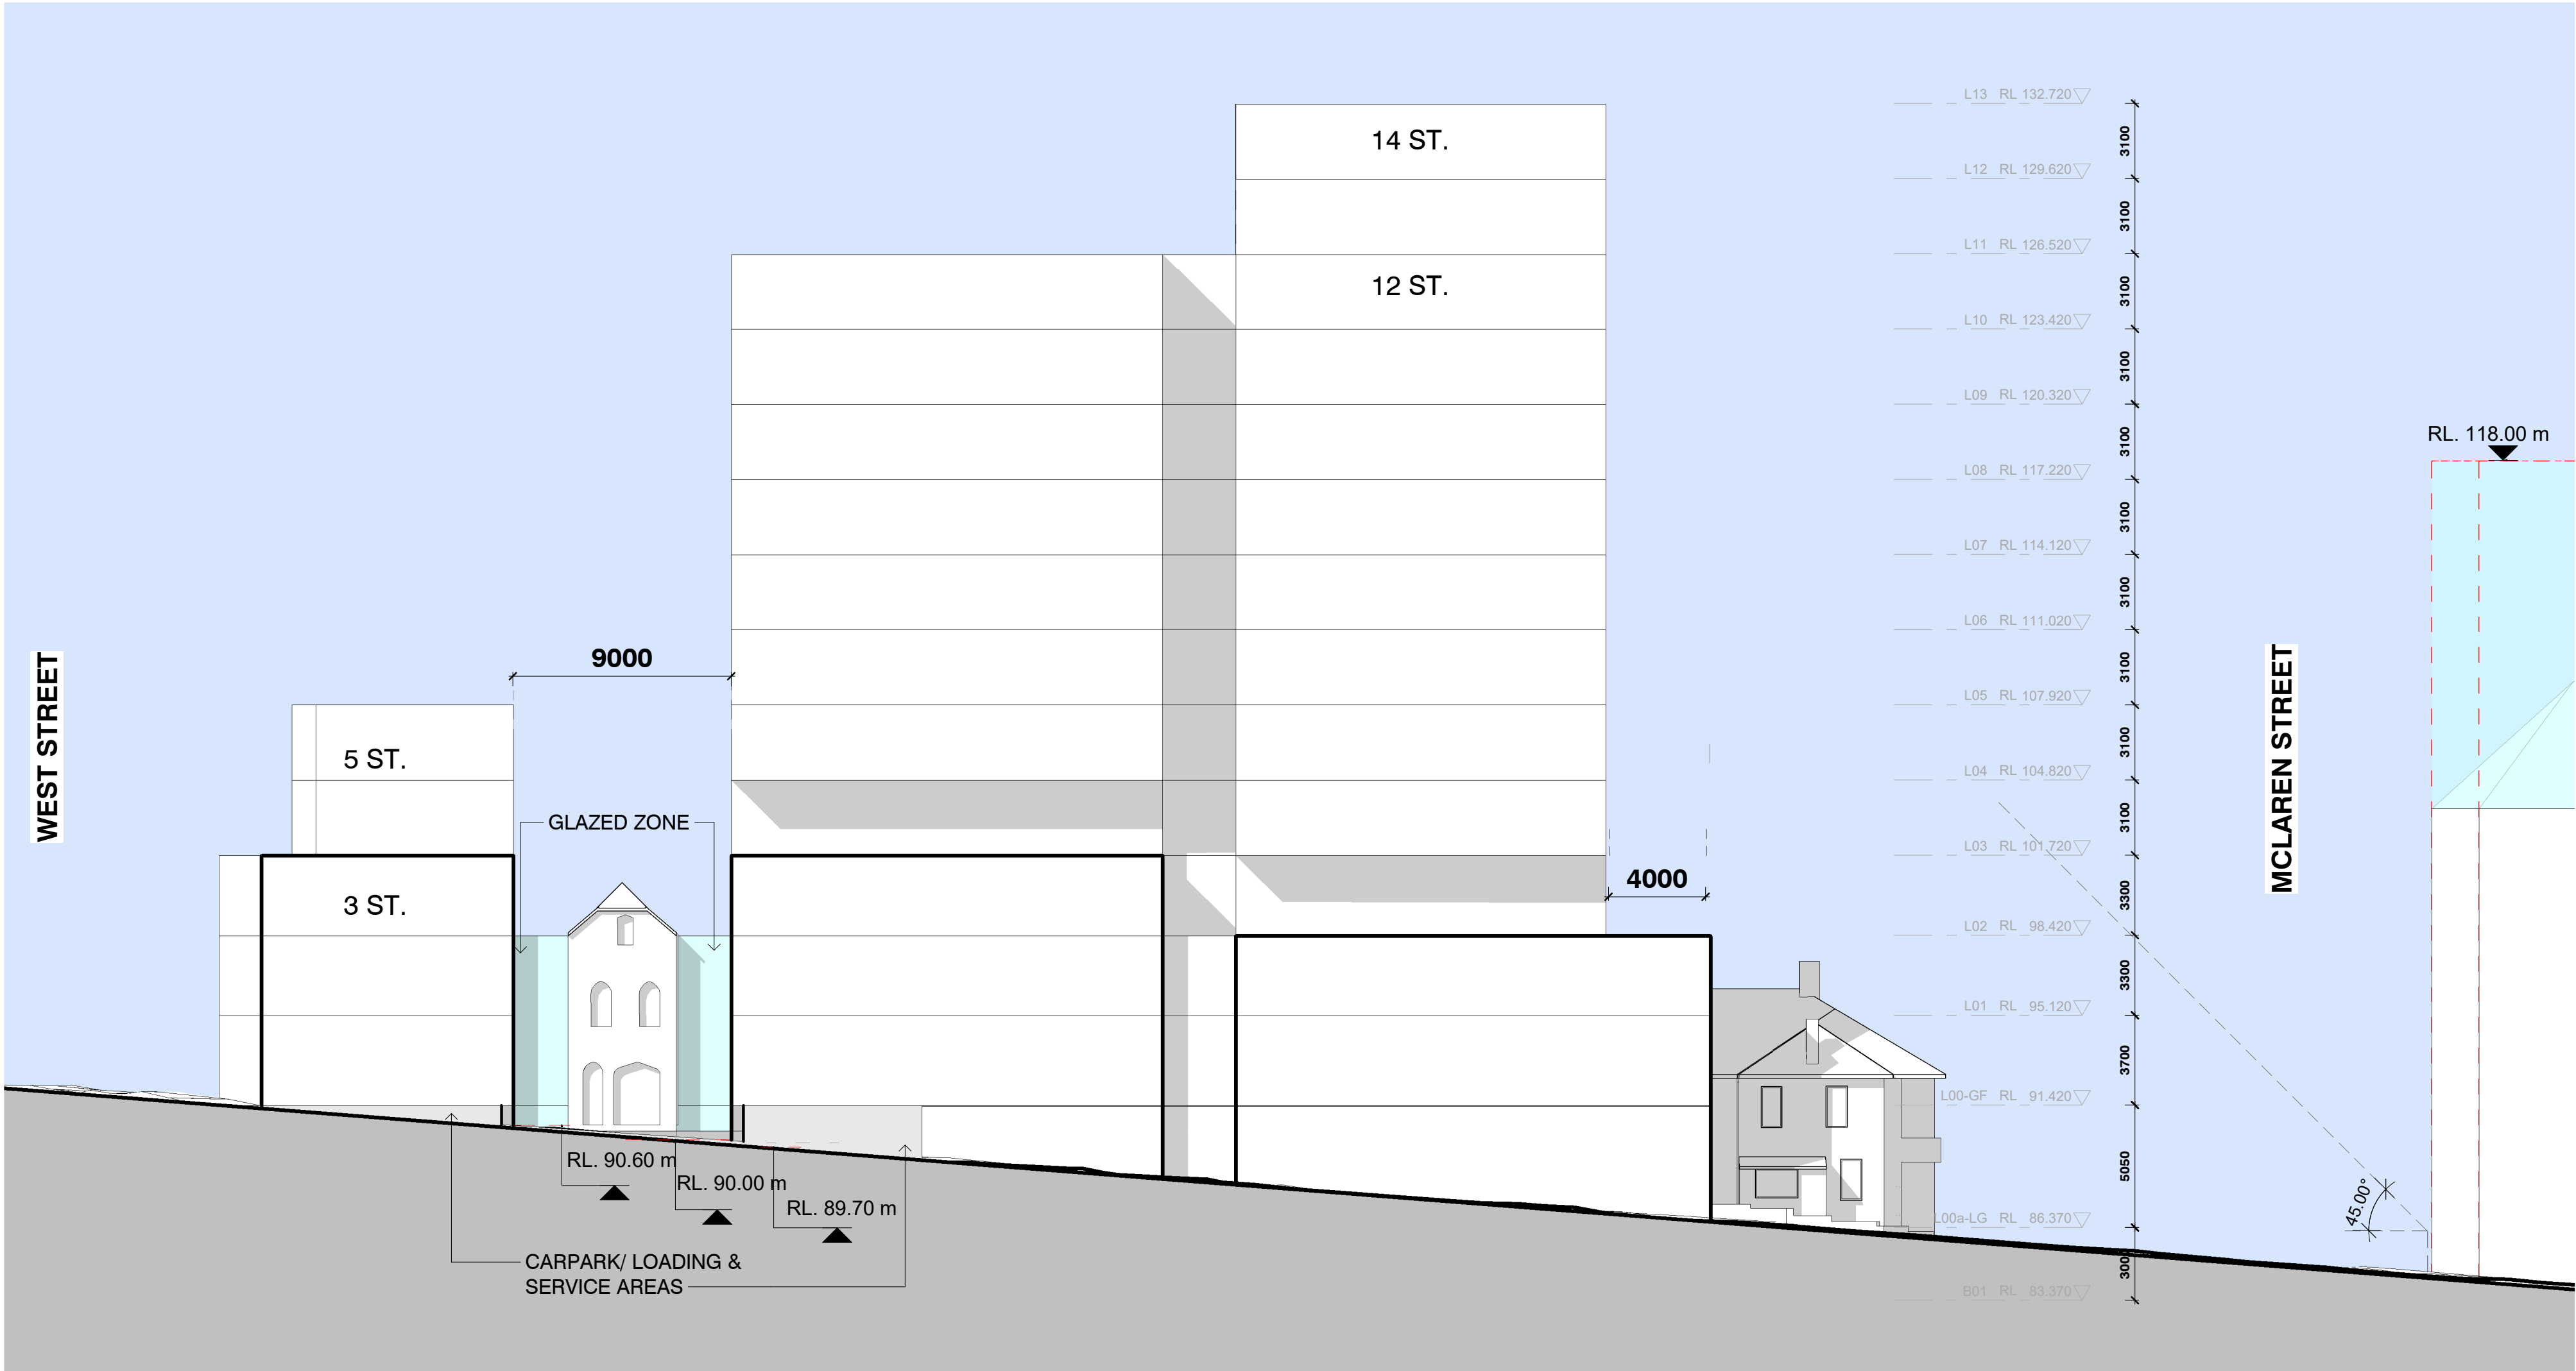 L13 RL 132.720
14 ST.
3100
L12 RL 129.620
3100
L11 RL 126.520
12 ST.
3100
L10 RL 123.420
3100
L09 RL 120.320
3100
RL. 118.00 m
L08 RL 117.220
3100
L07 RL 114.120
3100
L06 RL 111.020
3100
9000
L05 RL 107.920
WEST STREET
MCLAREN STREET
5 ST.
3100
L04 RL 104.820
GLAZED ZONE
3100
L03 RL 101.720
4000
3 ST.
3300
L02 RL 98.420
3300
L01 RL 95.120
3700
L00-GF RL 91.420
RL. 90.60 m
5050
RL. 90.00 m
RL. 89.70 m
45.00°
L00a-LG RL 86.370
CARPARK/ LOADING &
SERVICE AREAS
3000
B01 RL 83.370